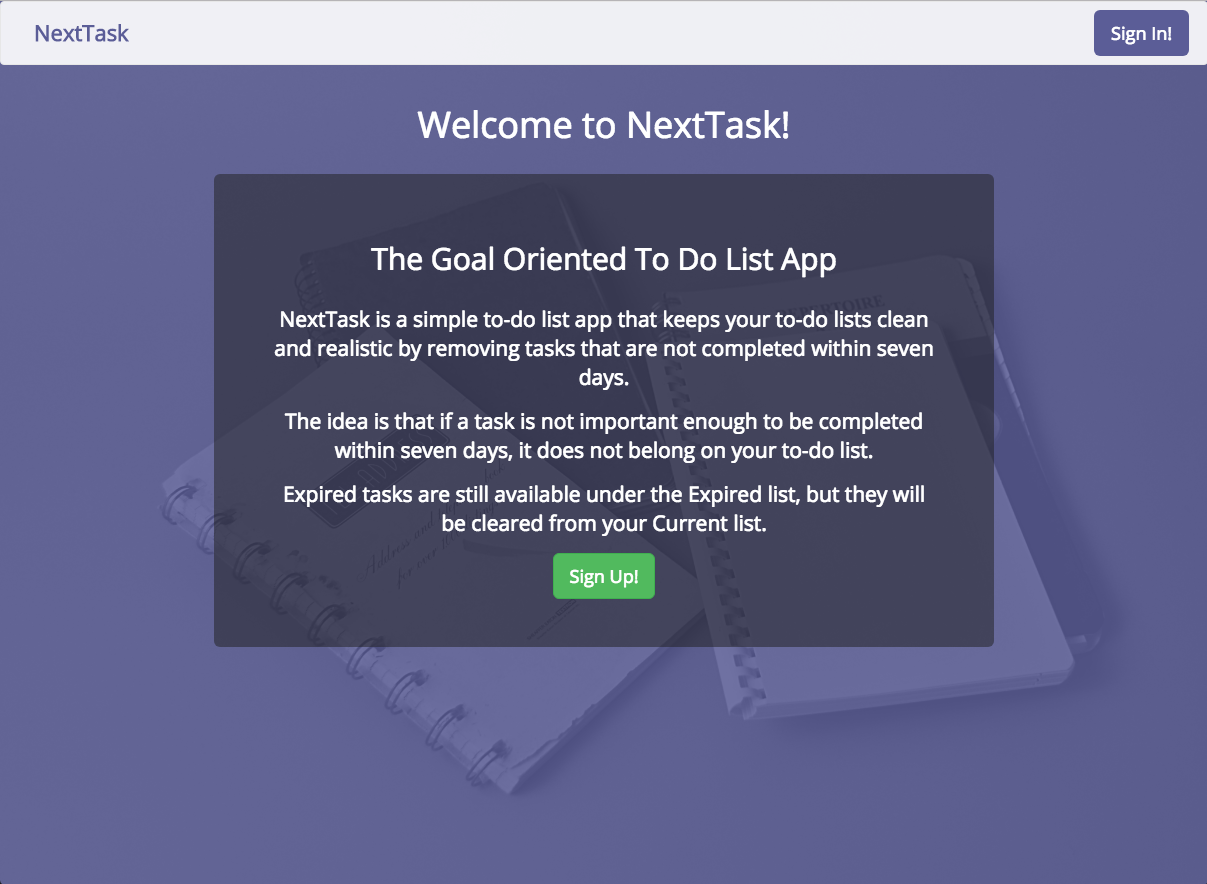 NextTask
Sign In!
Welcome to NextTask!
The Goal Oriented To Do List App
NextTask is a simple to-do list app that keeps your to-do lists clean
and realistic by removing tasks that are not completed within seven
days.
The idea is that if a task is not important enough to be completed
within seven days, it does not belong on your to-do list.
Expired tasks are still available under the Expired list, but they will
be cleared from your Current list.
Sign Up!